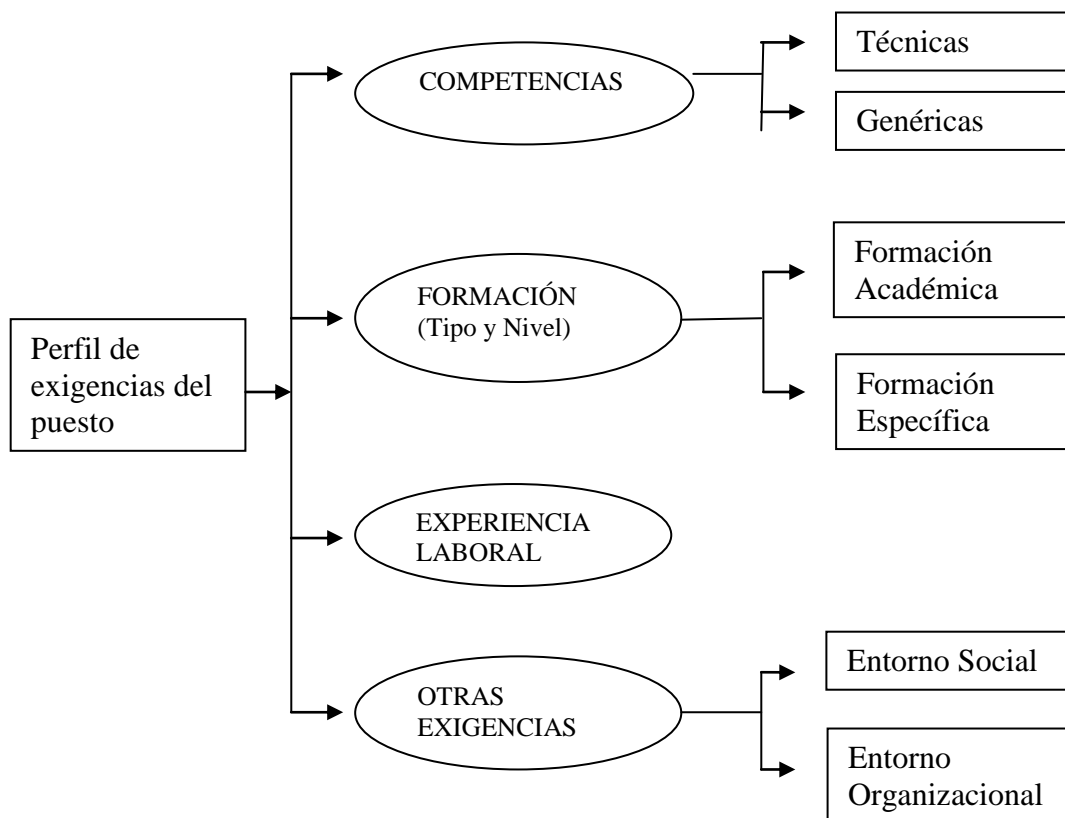 Perfil de
exigencias del
puesto
COMPETENCIAS
Técnicas
Genéricas
FORMACIÓN
(Tipo y Nivel)
Formación
Académica
Formación
Específica
EXPERIENCIA
LABORAL
OTRAS
EXIGENCIAS
Entorno Social
Entorno
Organizacional